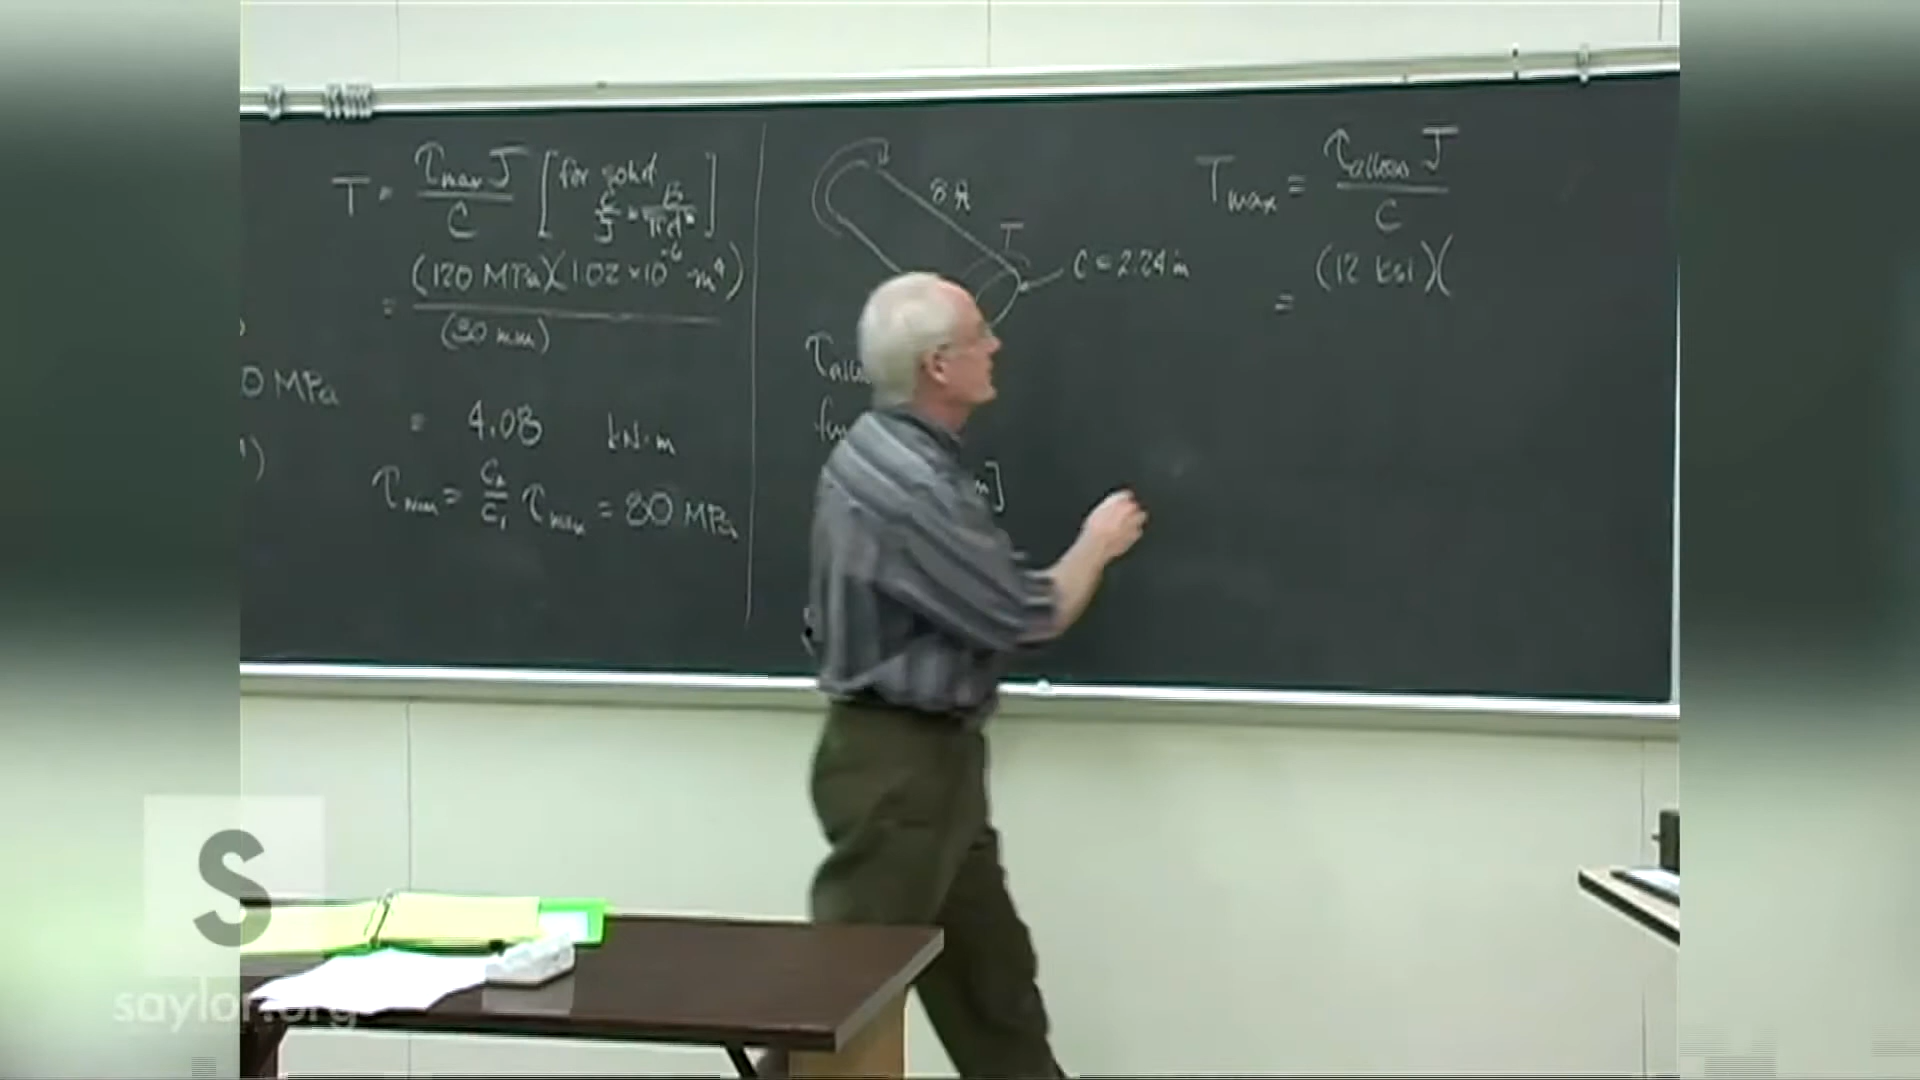 T = τmax J / C [for solid C/J = 16/πd³]
= (120 MPa)(1.02 × 10⁻⁶ m⁴) / (30 mm)
0 MPa
= 4.08 kN·m
τmin = C₂/C₁ τmax = 80 MPa
8 ft
T
C = 2.24 in
τallow
Tmax = τallow J / C
= (12 ksi)(
S
saylor.org